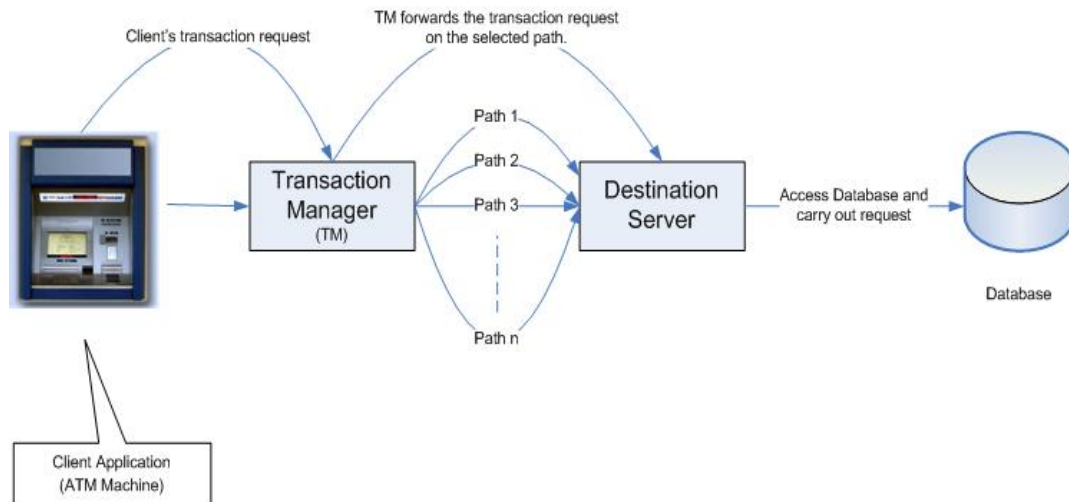 TM forwards the transaction request
on the selected path.
Client's transaction request
Path 1
Path 2
Path 3
Path n
Transaction
Manager
(TM)
Destination
Server
Access Database and
carry out request
Database
Client Application
(ATM Machine)